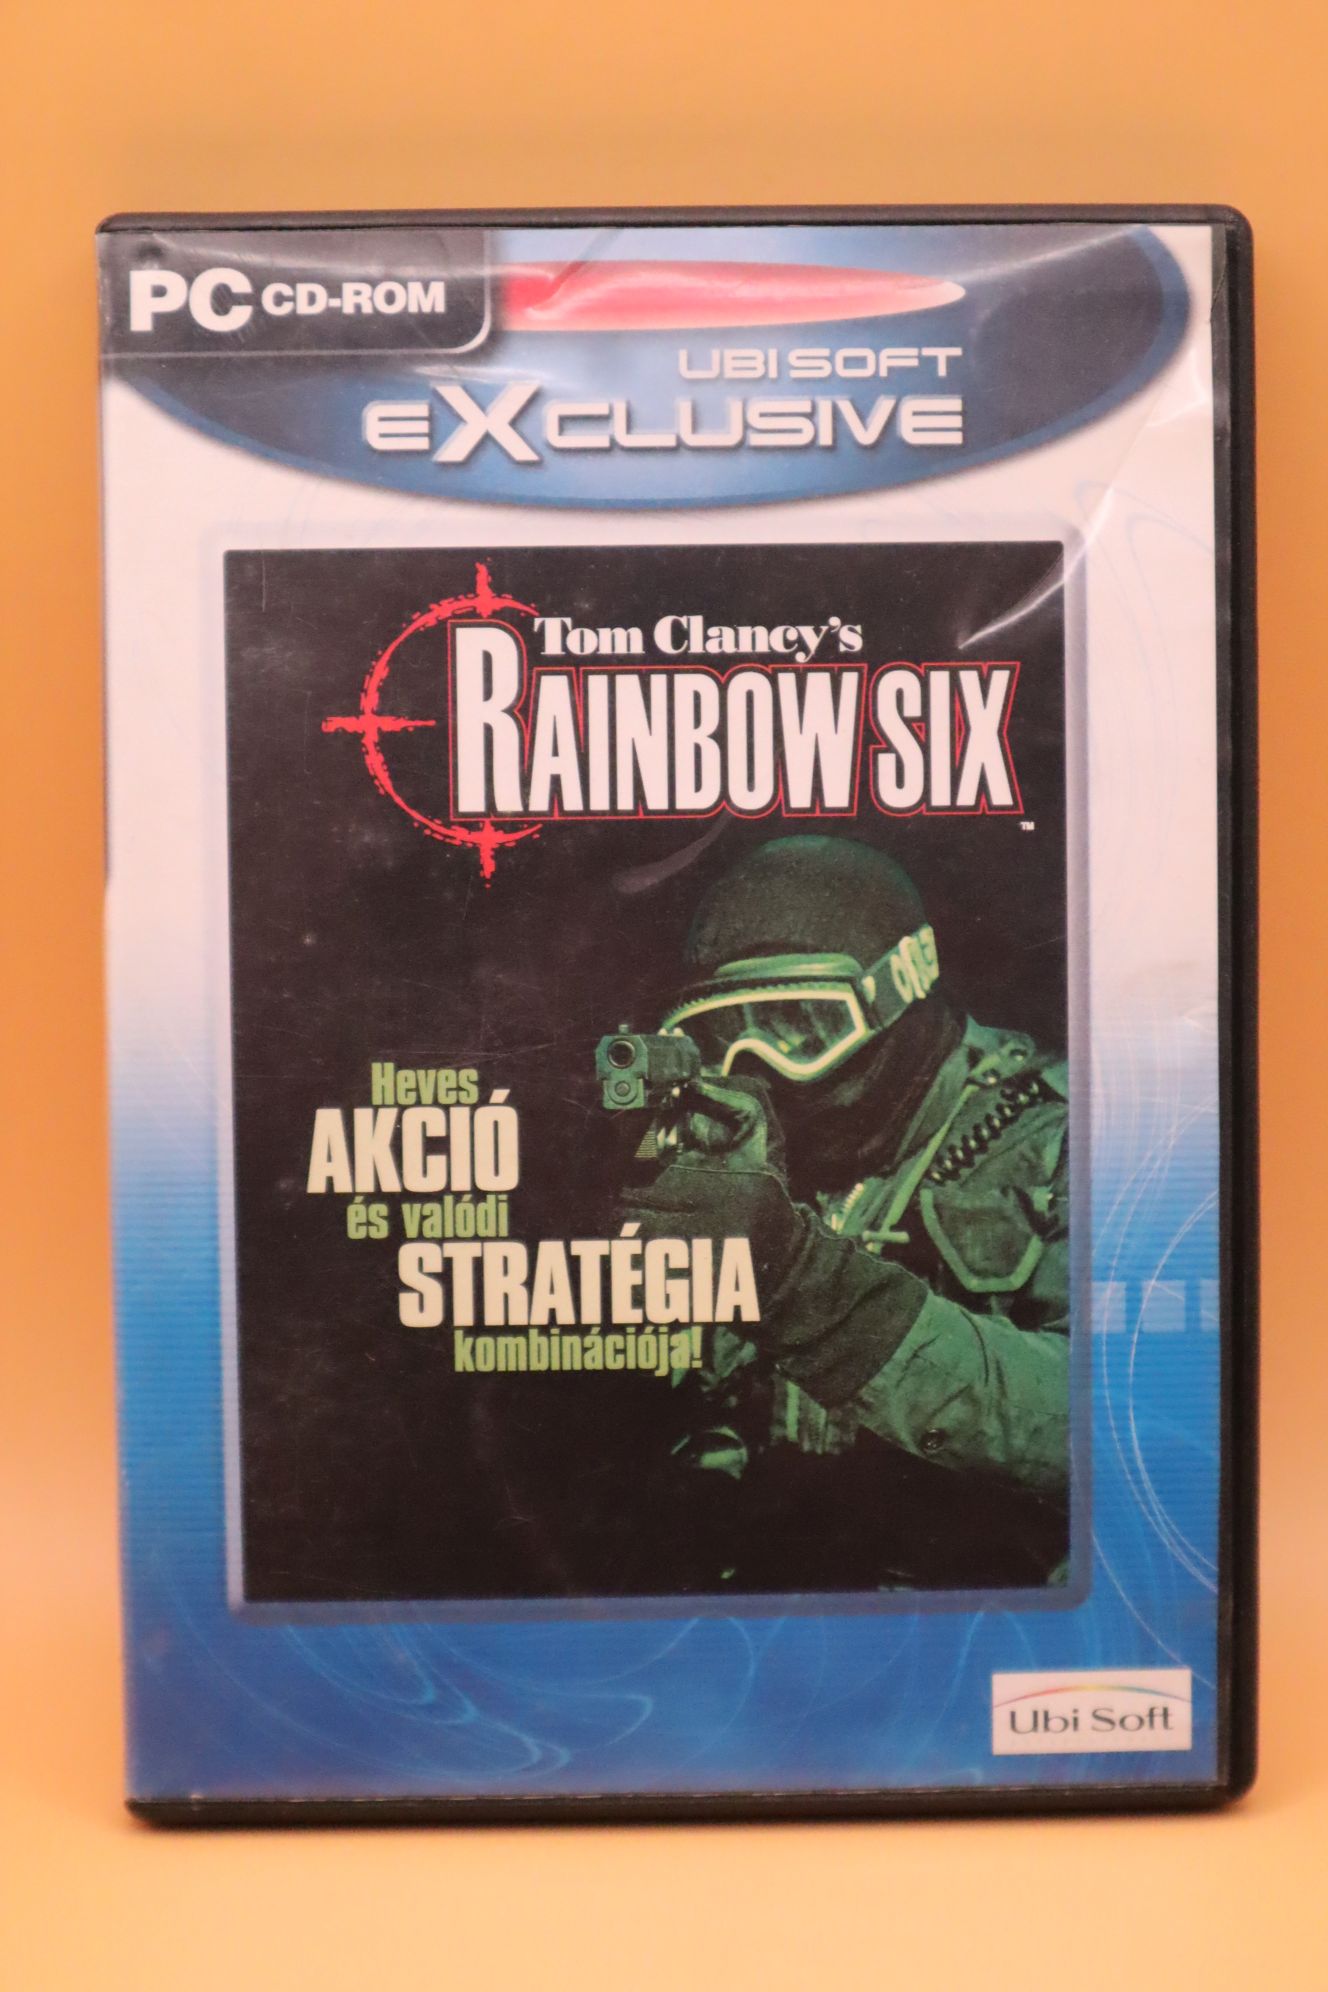 PC CD-ROM
UBI SOFT
eXCLUSIVE
Tom Clancy's
RAINBOW SIX
TM
Heves
AKCIÓ
és valódi
STRATÉGIA
kombinációja!
Ubi Soft